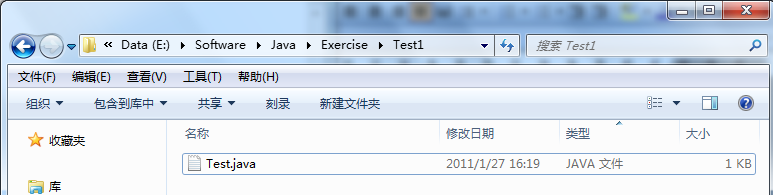 Data (E:) Software Java Exercise Test1 搜索 Test1
文件(F) 编辑(E) 查看(V) 工具(T) 帮助(H)
组织 包含到库中 共享 刻录 新建文件夹
收藏夹
库
名称 修改日期 类型 大小
Test.java 2011/1/27 16:19 JAVA 文件 1 KB